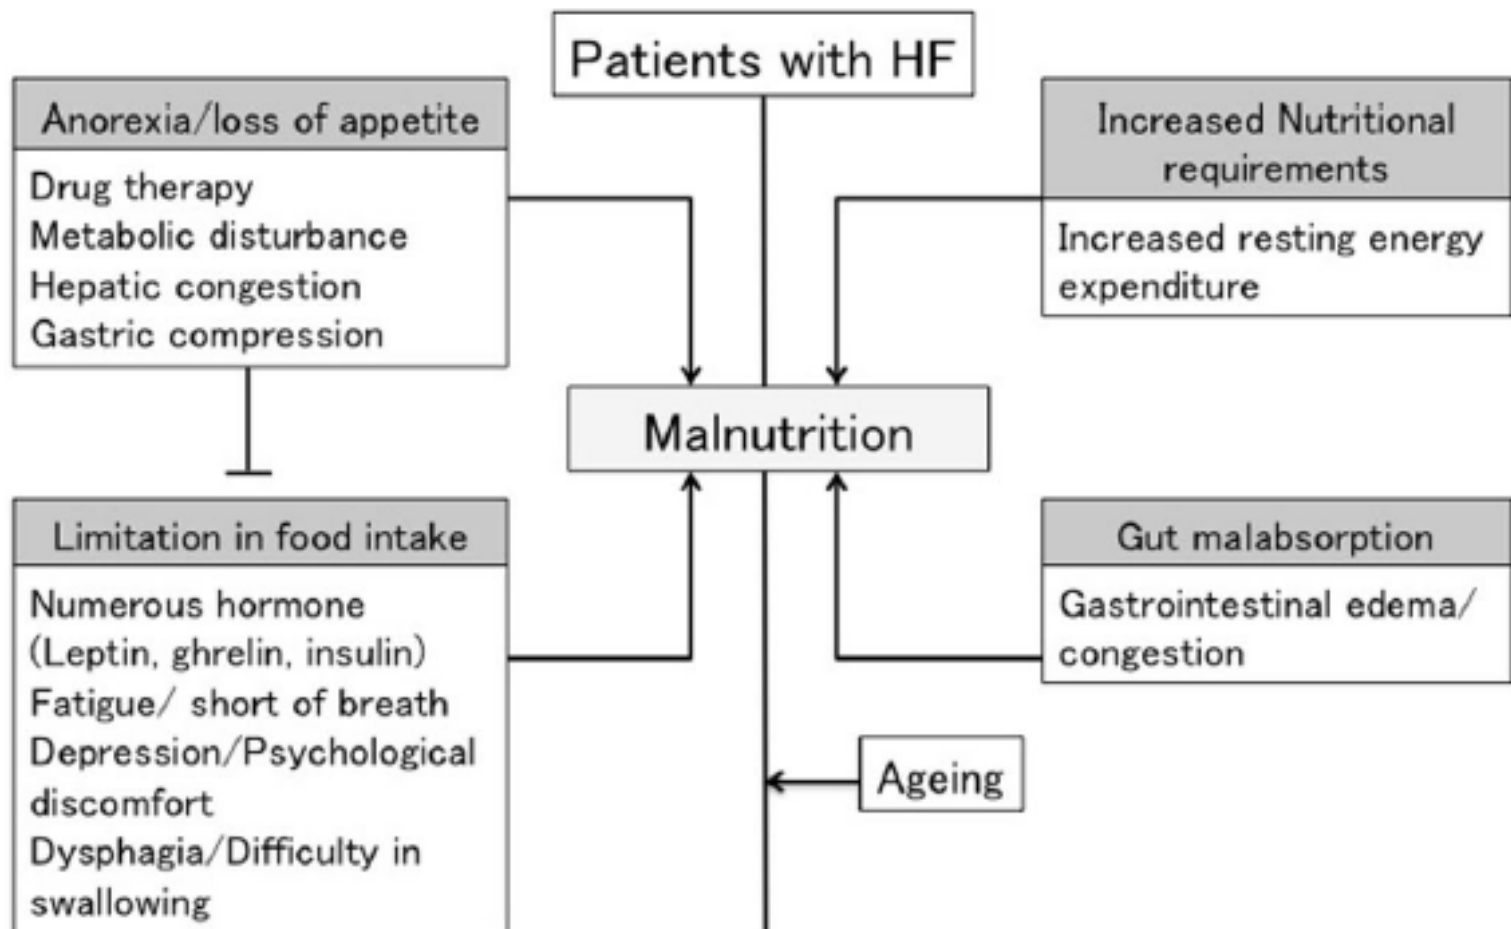 Patients with HF
Anorexia/loss of appetite
Drug therapy
Metabolic disturbance
Hepatic congestion
Gastric compression
Increased Nutritional
requirements
Increased resting energy
expenditure
Malnutrition
Limitation in food intake
Numerous hormone
(Leptin, ghrelin, insulin)
Fatigue/ short of breath
Depression/Psychological
discomfort
Dysphagia/Difficulty in
swallowing
Gut malabsorption
Gastrointestinal edema/
congestion
Ageing